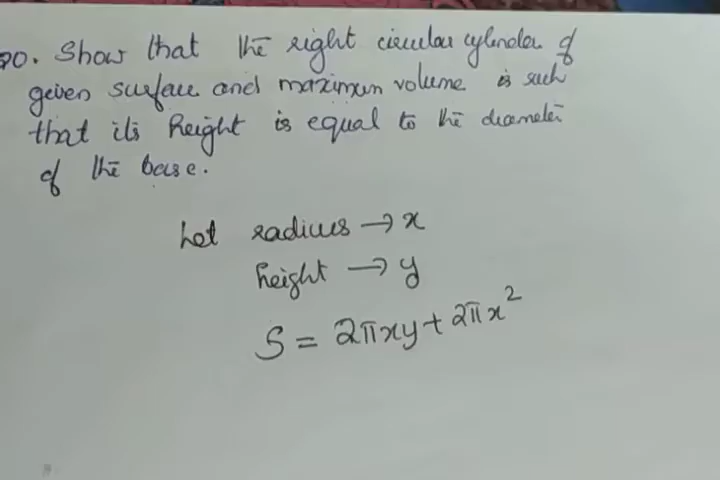 20. Show that the right circular cylinder of
given surface and maximum volume is such
that its height is equal to the diameter
of the base.
Let radius → x
height → y
S = 2πxy + 2πx²